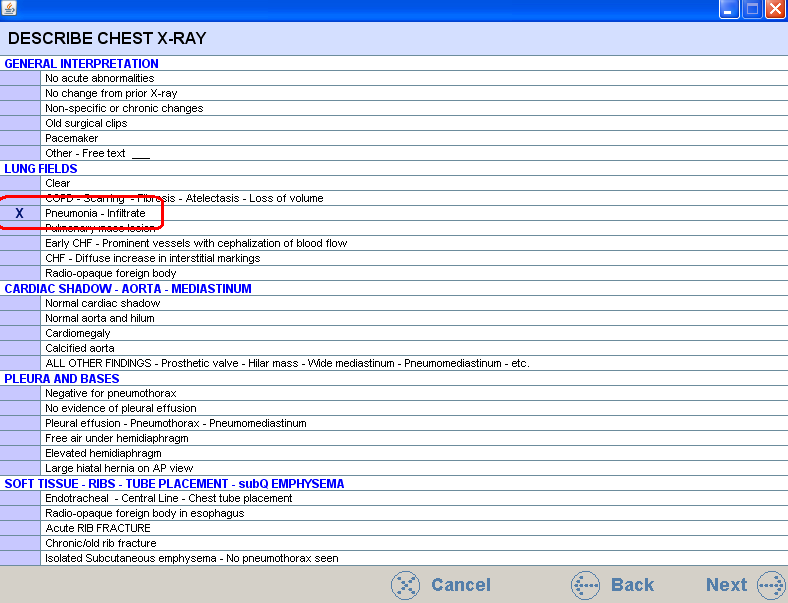 DESCRIBE CHEST X-RAY
GENERAL INTERPRETATION
No acute abnormalities
No change from prior X-ray
Non-specific or chronic changes
Old surgical clips
Pacemaker
Other - Free text ___
LUNG FIELDS
Clear
COPD - Scarring - Fibrosis - Atelectasis - Loss of volume
X Pneumonia - Infiltrate
Pulmonary mass lesion
Early CHF - Prominent vessels with cephalization of blood flow
CHF - Diffuse increase in interstitial markings
Radio-opaque foreign body
CARDIAC SHADOW - AORTA - MEDIASTINUM
Normal cardiac shadow
Normal aorta and hilum
Cardiomegaly
Calcified aorta
ALL OTHER FINDINGS - Prosthetic valve - Hilar mass - Wide mediastinum - Pneumomediastinum - etc.
PLEURA AND BASES
Negative for pneumothorax
No evidence of pleural effusion
Pleural effusion - Pneumothorax - Pneumomediastinum
Free air under hemidiaphragm
Elevated hemidiaphragm
Large hiatal hernia on AP view
SOFT TISSUE - RIBS - TUBE PLACEMENT - subQ EMPHYSEMA
Endotracheal - Central Line - Chest tube placement
Radio-opaque foreign body in esophagus
Acute RIB FRACTURE
Chronic/old rib fracture
Isolated Subcutaneous emphysema - No pneumothorax seen
Cancel Back Next